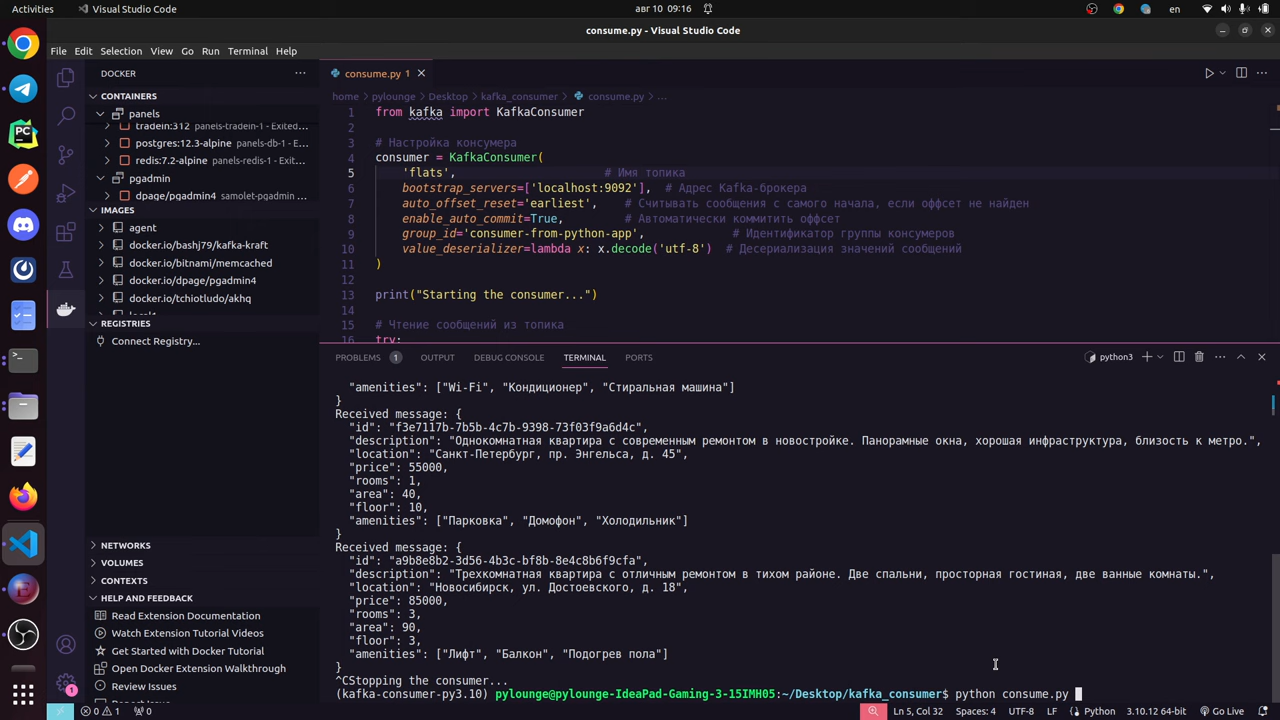 Activities
Visual Studio Code
авг 10 09:16
en
consume.py - Visual Studio Code
File Edit Selection View Go Run Terminal Help
DOCKER
CONTAINERS
panels
tradein:312 panels-tradein-1 - Exited...
postgres:12.3-alpine panels-db-1 - Exit...
redis:7.2-alpine panels-redis-1 - Exit...
pgadmin
dpage/pgadmin4 samolet-pgadmin-1 ...
IMAGES
agent
docker.io/bashj79/kafka-kraft
docker.io/bitnami/memcached
docker.io/dpage/pgadmin4
docker.io/tchiotludo/akhq
REGISTRIES
Connect Registry...
NETWORKS
VOLUMES
CONTEXTS
HELP AND FEEDBACK
Read Extension Documentation
Watch Extension Tutorial Videos
Get Started with Docker Tutorial
Open Docker Extension Walkthrough
Review Issues
consume.py 1
home > pylounge > Desktop > kafka_consumer > consume.py > ...
1 from kafka import KafkaConsumer
2
3 # Настройка консумера
4 consumer = KafkaConsumer(
5 'flats', # Имя топика
6 bootstrap_servers=['localhost:9092'], # Адрес Kafka-брокера
7 auto_offset_reset='earliest', # Считывать сообщения с самого начала, если оффсет не найден
8 enable_auto_commit=True, # Автоматически коммитить оффсет
9 group_id='consumer-from-python-app', # Идентификатор группы консумеров
10 value_deserializer=lambda x: x.decode('utf-8') # Десериализация значений сообщений
11 )
12
13 print("Starting the consumer...")
14
15 # Чтение сообщений из топика
16 try:
PROBLEMS 1 OUTPUT DEBUG CONSOLE TERMINAL PORTS
python3
"amenities": ["Wi-Fi", "Кондиционер", "Стиральная машина"]
}
Received message: {
"id": "f3e7117b-7b5b-4c7b-9398-73f03f9a6d4c",
"description": "Однокомнатная квартира с современным ремонтом в новостройке. Панорамные окна, хорошая инфраструктура, близость к метро.",
"location": "Санкт-Петербург, пр. Энгельса, д. 45",
"price": 55000,
"rooms": 1,
"area": 40,
"floor": 10,
"amenities": ["Парковка", "Домофон", "Холодильник"]
}
Received message: {
"id": "a9b8e8b2-3d56-4b3c-bf8b-8e4c8b6f9cfa",
"description": "Трехкомнатная квартира с отличным ремонтом в тихом районе. Две спальни, просторная гостиная, две ванные комнаты.",
"location": "Новосибирск, ул. Достоевского, д. 18",
"price": 85000,
"rooms": 3,
"area": 90,
"floor": 3,
"amenities": ["Лифт", "Балкон", "Подогрев пола"]
}
^CStopping the consumer...
(kafka-consumer-py3.10) pylounge@pylounge-IdeaPad-Gaming-3-15IMH05:~/Desktop/kafka_consumer$ python consume.py
0 1 0
Ln 5, Col 32 Spaces: 4 UTF-8 LF Python 3.10.12 64-bit Go Live